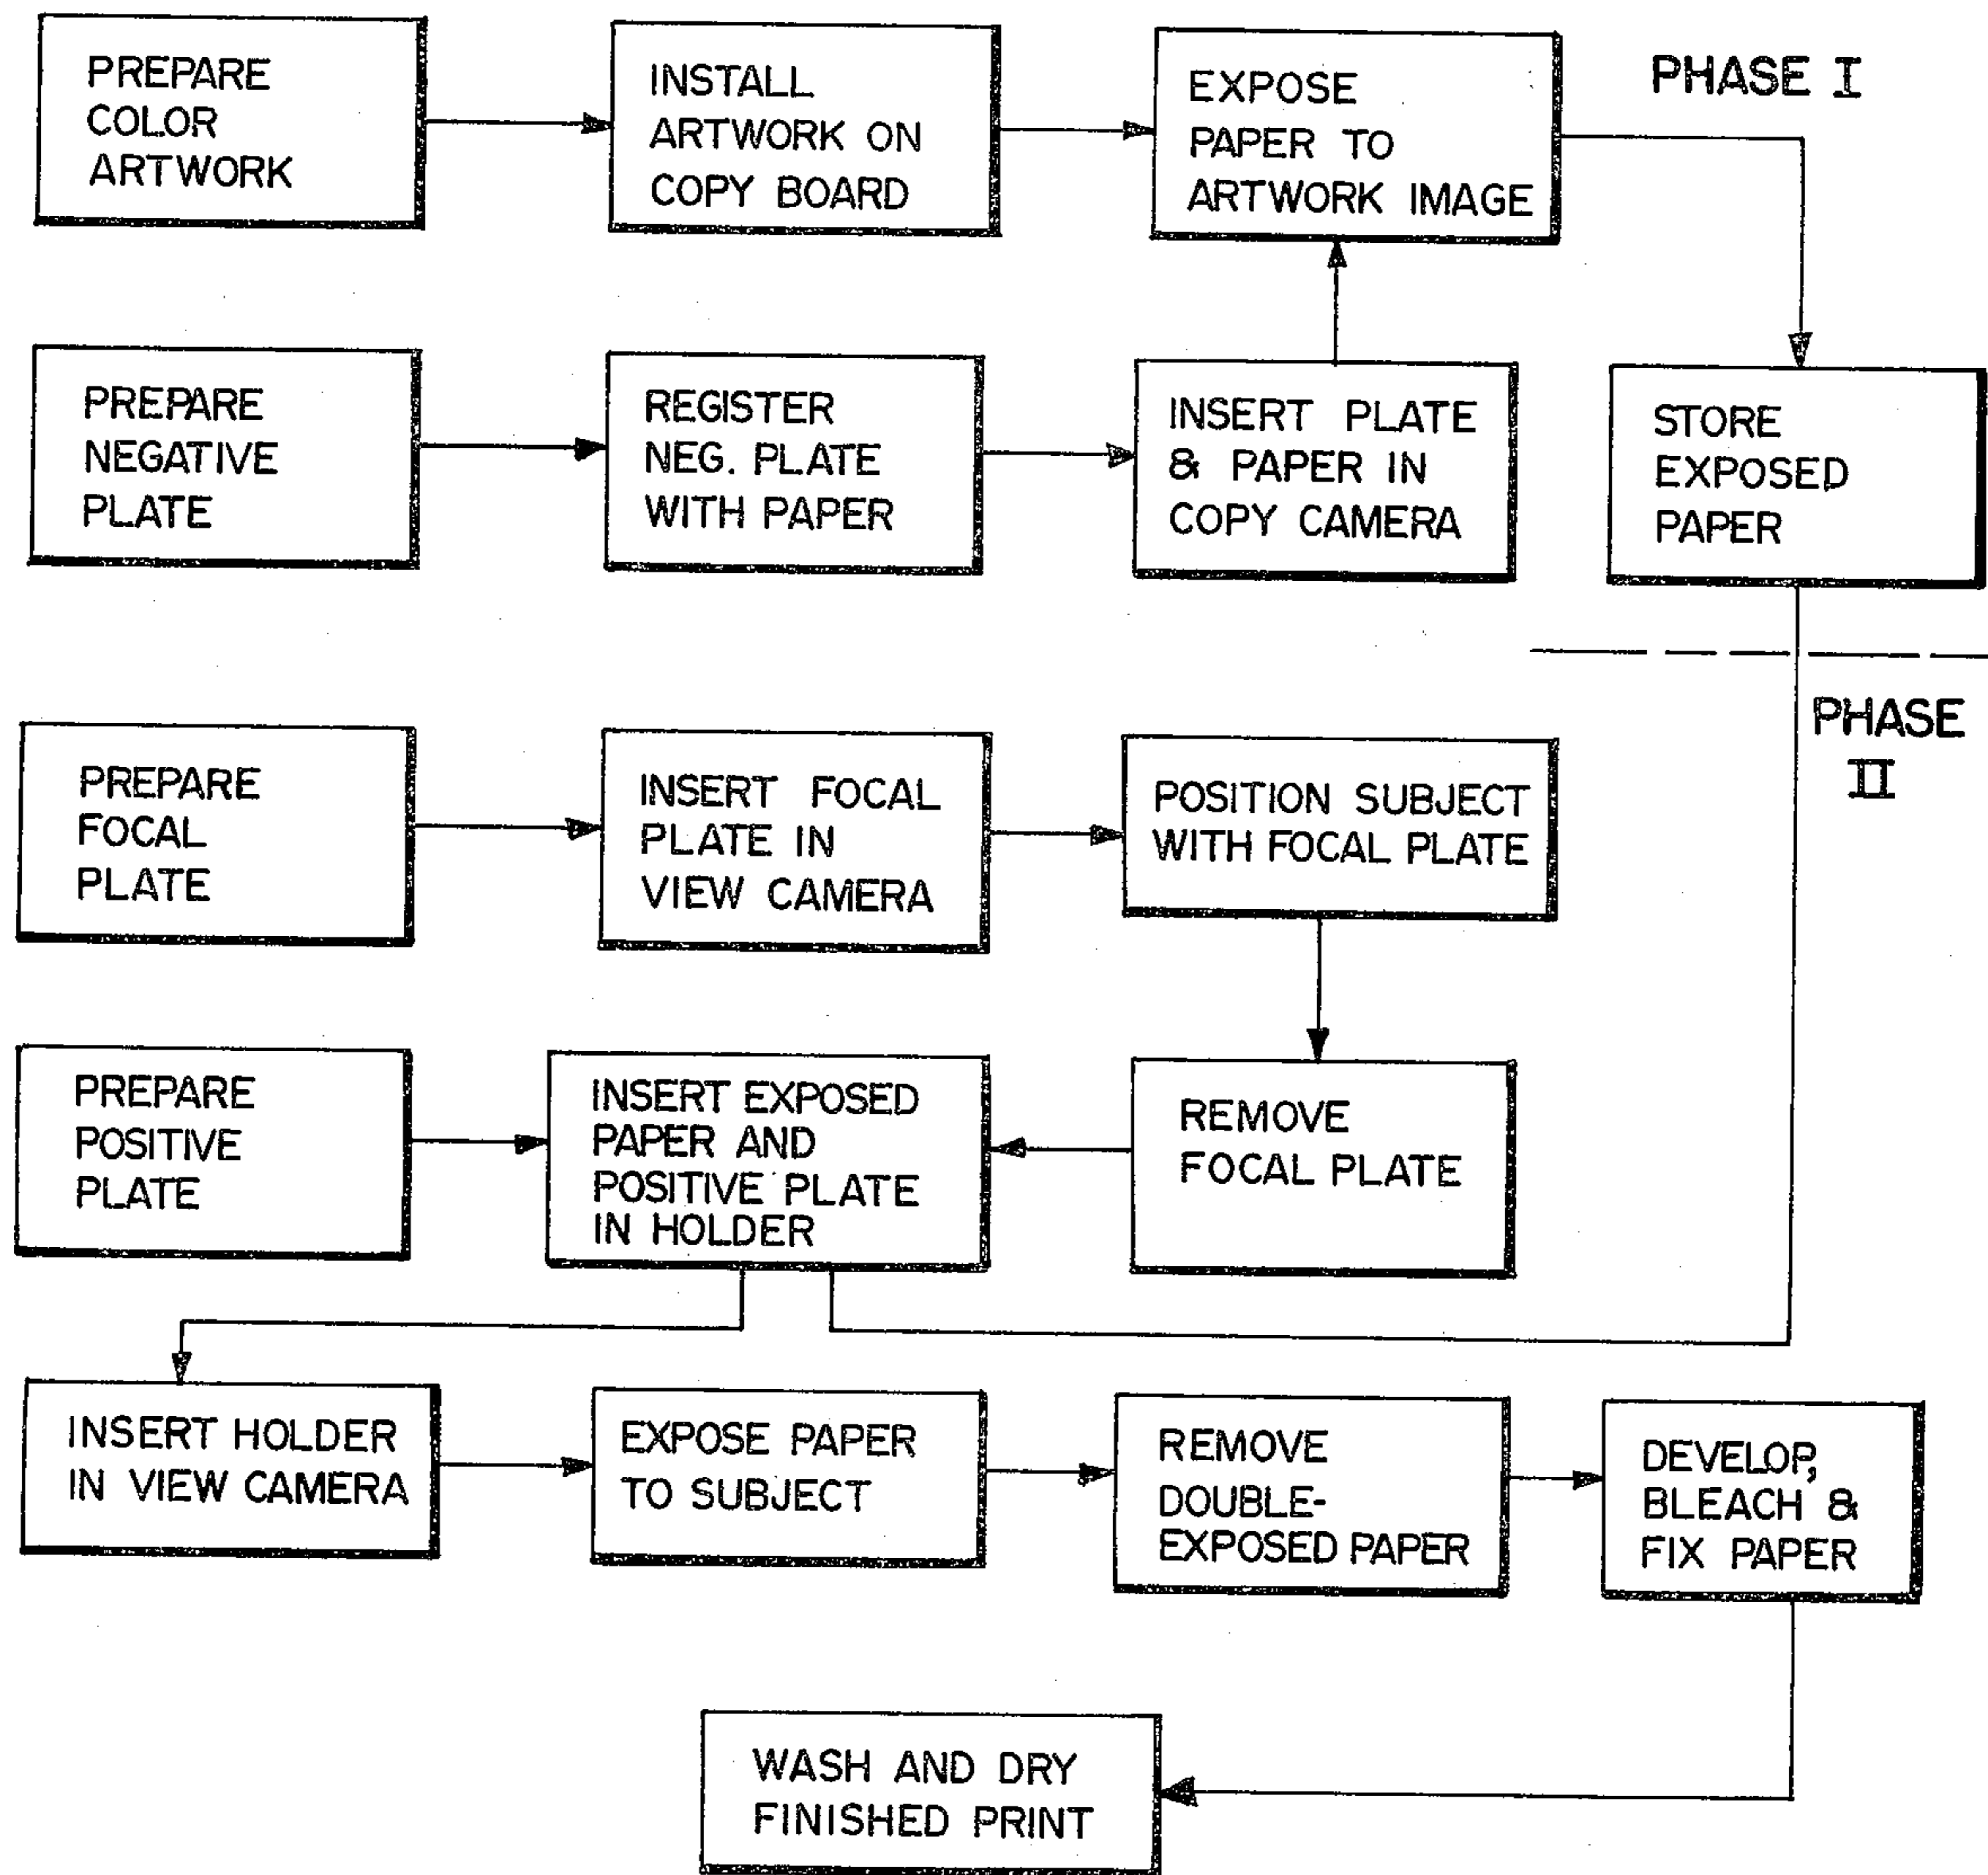 PREPARE
COLOR
ARTWORK
INSTALL
ARTWORK ON
COPY BOARD
EXPOSE
PAPER TO
ARTWORK IMAGE
PHASE I
PREPARE
NEGATIVE
PLATE
REGISTER
NEG. PLATE
WITH PAPER
INSERT PLATE
& PAPER IN
COPY CAMERA
STORE
EXPOSED
PAPER
PHASE
II
PREPARE
FOCAL
PLATE
INSERT FOCAL
PLATE IN
VIEW CAMERA
POSITION SUBJECT
WITH FOCAL PLATE
PREPARE
POSITIVE
PLATE
INSERT EXPOSED
PAPER AND
POSITIVE PLATE
IN HOLDER
REMOVE
FOCAL PLATE
INSERT HOLDER
IN VIEW CAMERA
EXPOSE PAPER
TO SUBJECT
REMOVE
DOUBLE-
EXPOSED PAPER
DEVELOP,
BLEACH &
FIX PAPER
WASH AND DRY
FINISHED PRINT